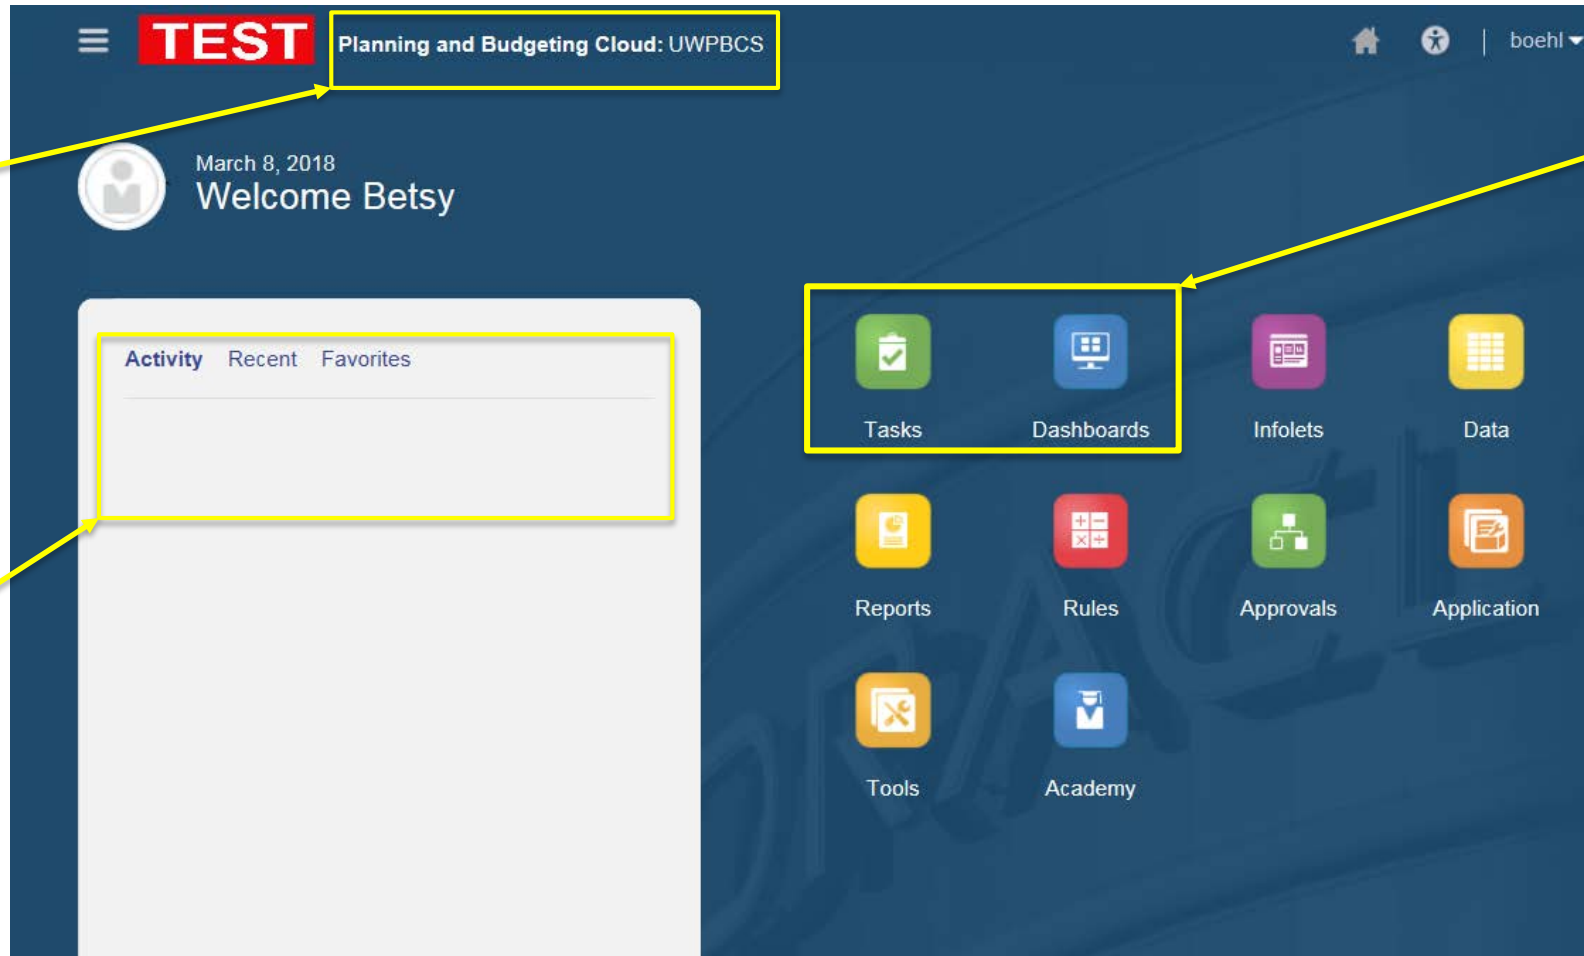 TEST Planning and Budgeting Cloud: UWPBCS boehl
March 8, 2018
Welcome Betsy
Activity Recent Favorites
Tasks Dashboards Infolets Data
Reports Rules Approvals Application
Tools Academy
ORACLE